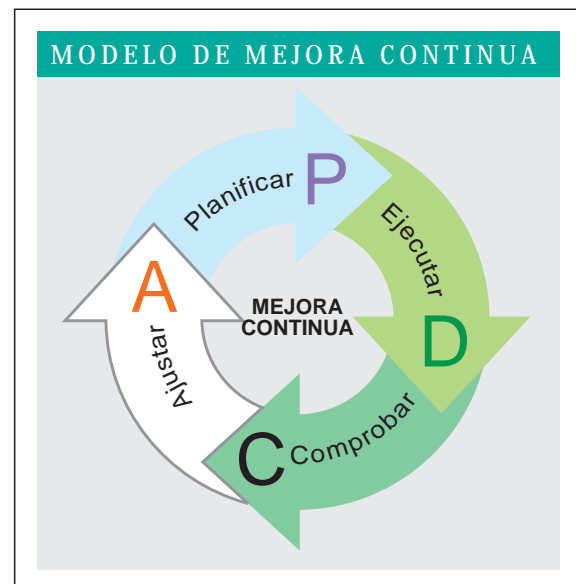 MODELO DE MEJORA CONTINUA
Planificar
P
Ejecutar
D
Comprobar
C
Ajustar
A
MEJORA
CONTINUA